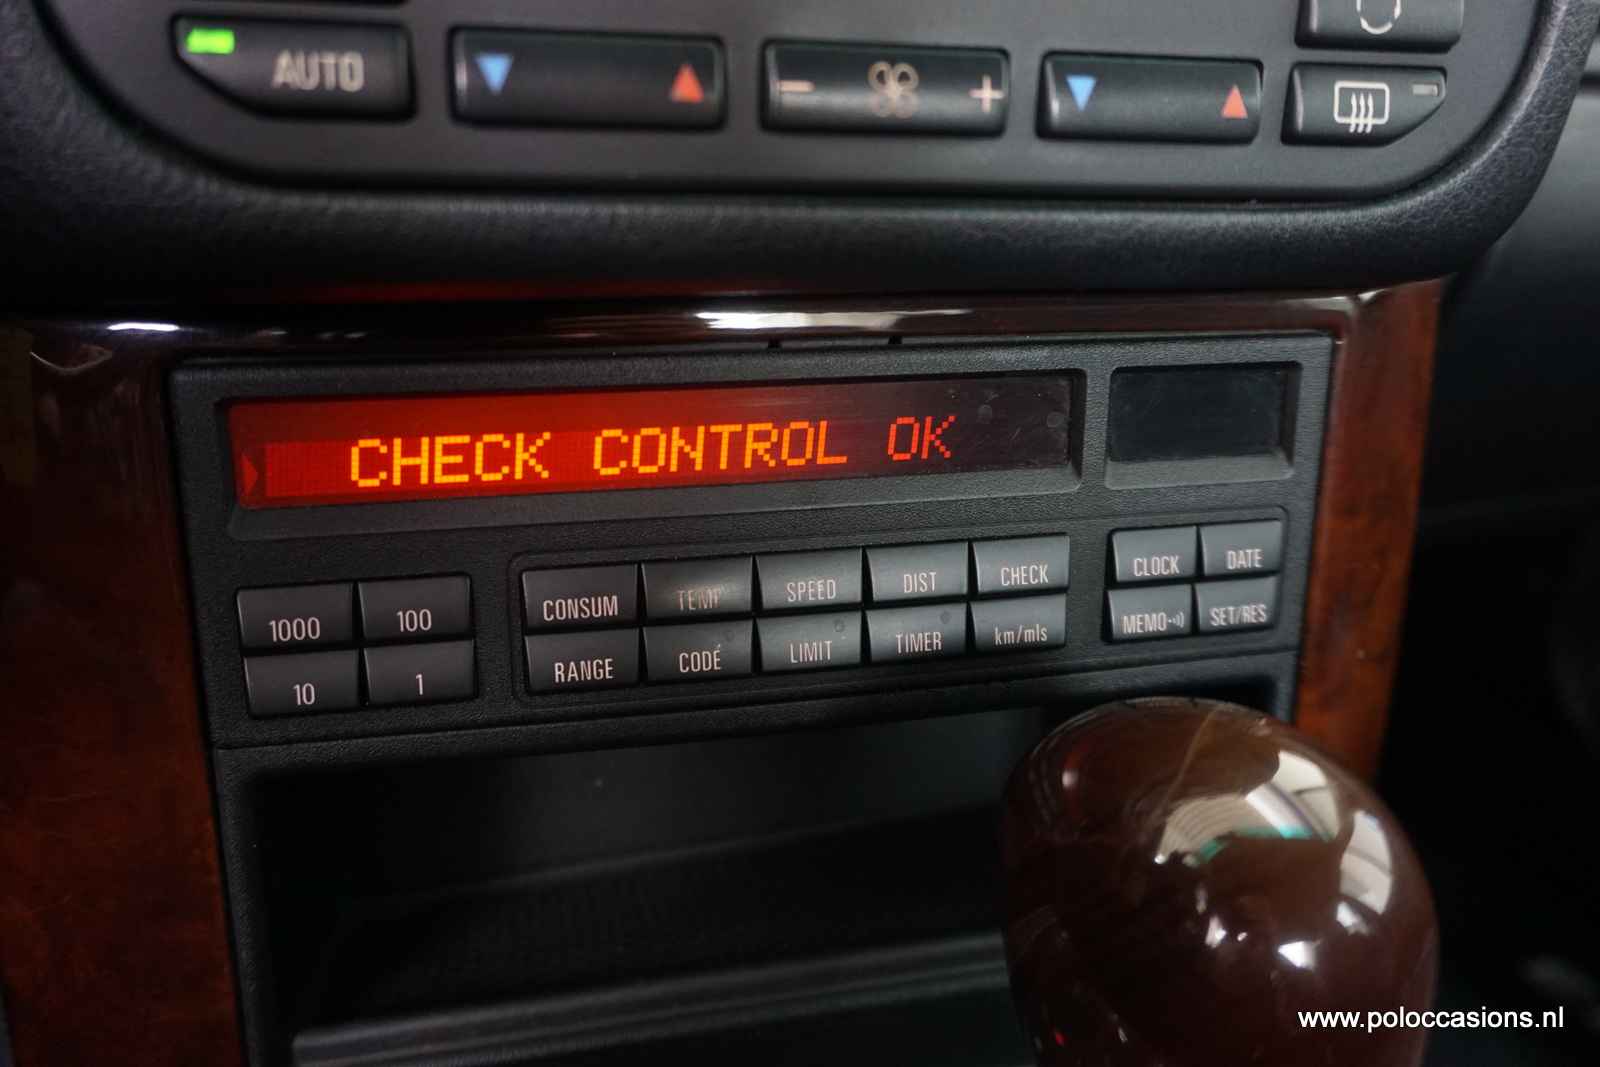 AUTO
- +
CHECK CONTROL OK
1000 100
10 1
CONSUM TEMP SPEED DIST CHECK
RANGE CODÉ LIMIT TIMER km/mls
CLOCK DATE
MEMO SET/RES
www.poloccasions.nl